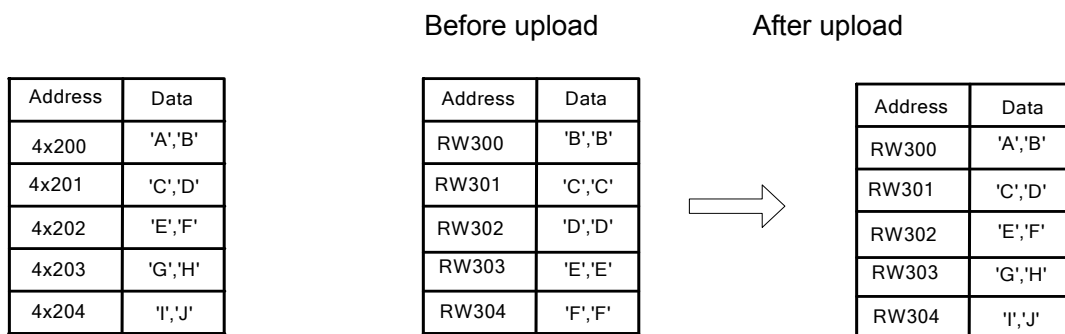 Before upload After upload
Address Data
4x200 'A','B'
4x201 'C','D'
4x202 'E','F'
4x203 'G','H'
4x204 'I','J'
Address Data
RW300 'B','B'
RW301 'C','C'
RW302 'D','D'
RW303 'E','E'
RW304 'F','F'
Address Data
RW300 'A','B'
RW301 'C','D'
RW302 'E','F'
RW303 'G','H'
RW304 'I','J'